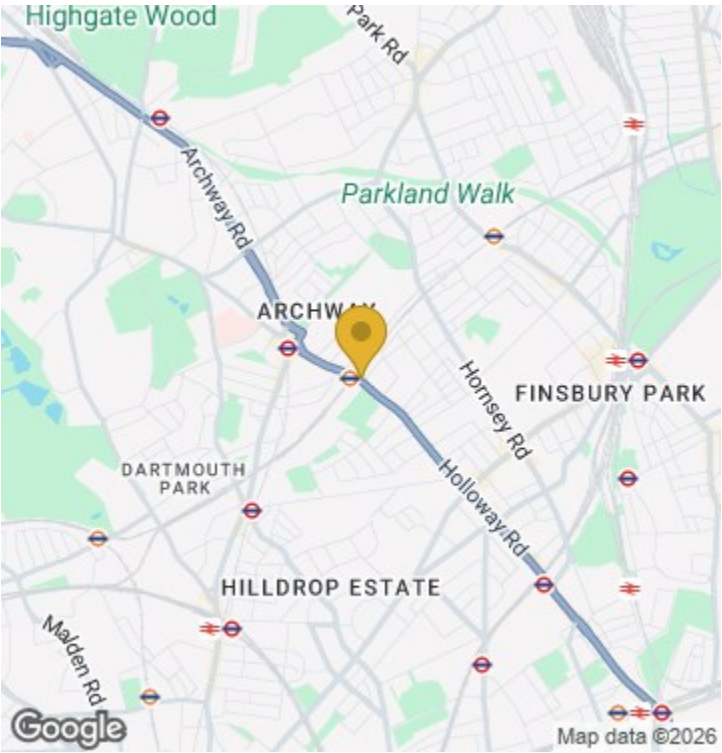 Highgate Wood
Park Rd
Archway Rd
Parkland Walk
ARCHWAY
Hornsey Rd
FINSBURY PARK
DARTMOUTH
PARK
Holloway Rd
HILLDROP ESTATE
Malden Rd
Google
Map data ©2026